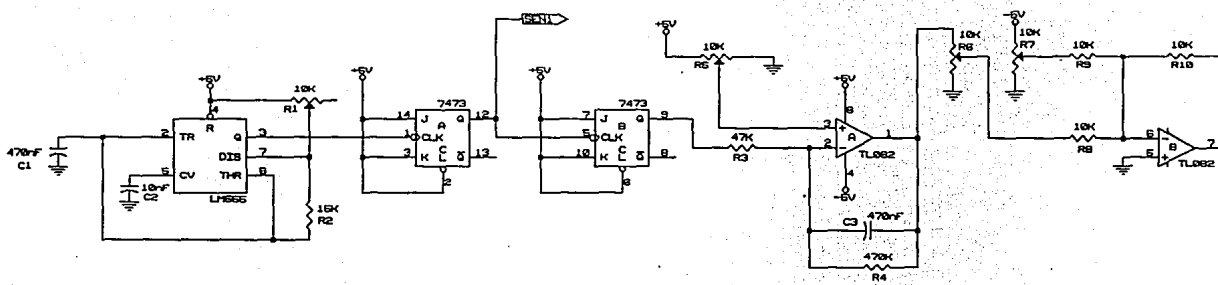 SEN1
+5V
10K
R5
10K
R6
-5V
10K
R7
10K
R9
10K
R10
+5V
4
10K
R1
R
470nF
C1
2
TR
Q
3
DIS
7
5
CV
THR
6
10nF
C2
LM555
15K
R2
+5V
7473
14
J
A
Q
12
1
CLK
3
K
CL
Q
13
2
+5V
7473
7
J
B
Q
9
5
CLK
10
K
CL
Q
8
6
47K
R3
+5V
8
3
+
A
1
2
-
TL082
4
-5V
C3
470nF
470K
R4
10K
R8
6
-
B
7
5
+
TL082